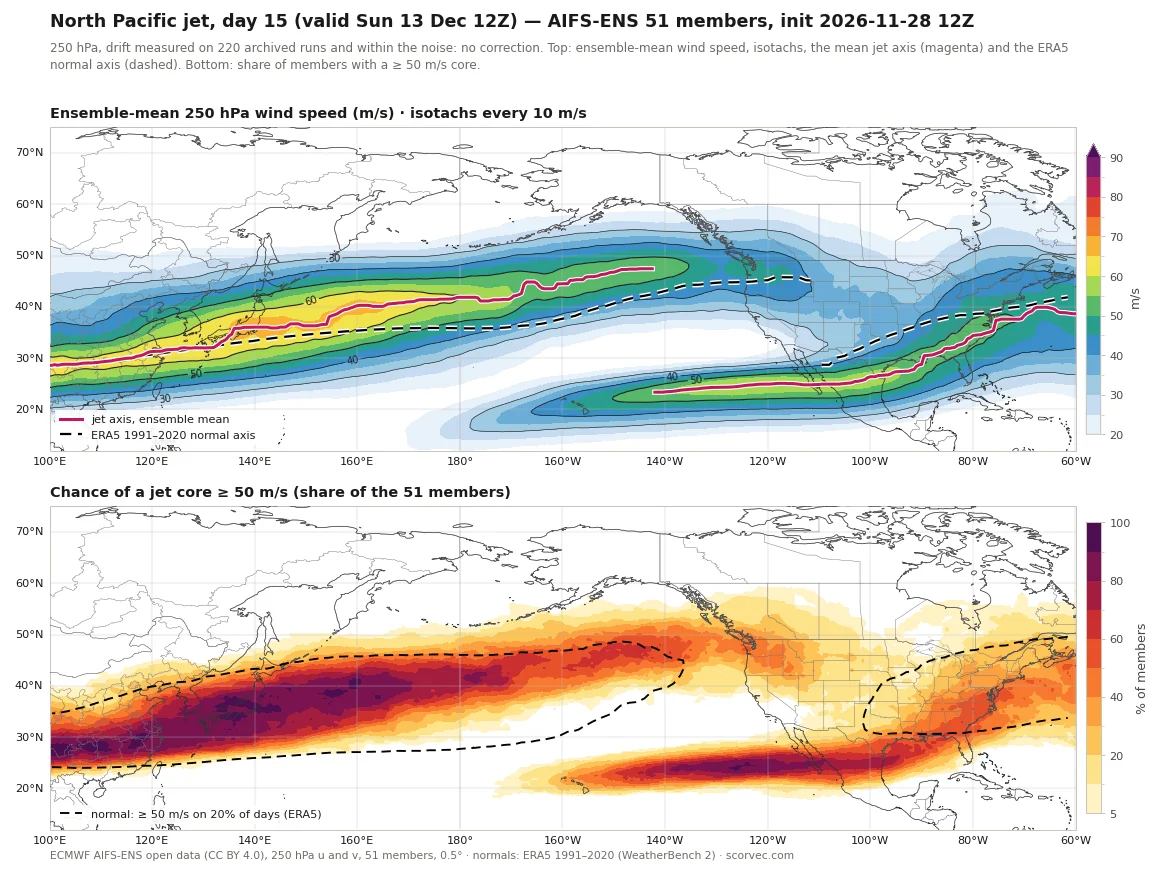 North Pacific jet, day 15 (valid Sun 13 Dec 12Z) — AIFS-ENS 51 members, init 2026-11-28 12Z
250 hPa, drift measured on 220 archived runs and within the noise: no correction. Top: ensemble-mean wind speed, isotachs, the mean jet axis (magenta) and the ERA5
normal axis (dashed). Bottom: share of members with a ≥ 50 m/s core.
Ensemble-mean 250 hPa wind speed (m/s) · isotachs every 10 m/s
70°N
60°N
50°N
40°N
30°N
20°N
30
60
50
40
30
40
50
jet axis, ensemble mean
ERA5 1991–2020 normal axis
100°E 120°E 140°E 160°E 180° 160°W 140°W 120°W 100°W 80°W 60°W
90
80
70
60
50
40
30
20
m/s
Chance of a jet core ≥ 50 m/s (share of the 51 members)
70°N
60°N
50°N
40°N
30°N
20°N
normal: ≥ 50 m/s on 20% of days (ERA5)
100°E 120°E 140°E 160°E 180° 160°W 140°W 120°W 100°W 80°W 60°W
100
80
60
40
20
5
% of members
ECMWF AIFS-ENS open data (CC BY 4.0), 250 hPa u and v, 51 members, 0.5° · normals: ERA5 1991–2020 (WeatherBench 2) · scorvec.com